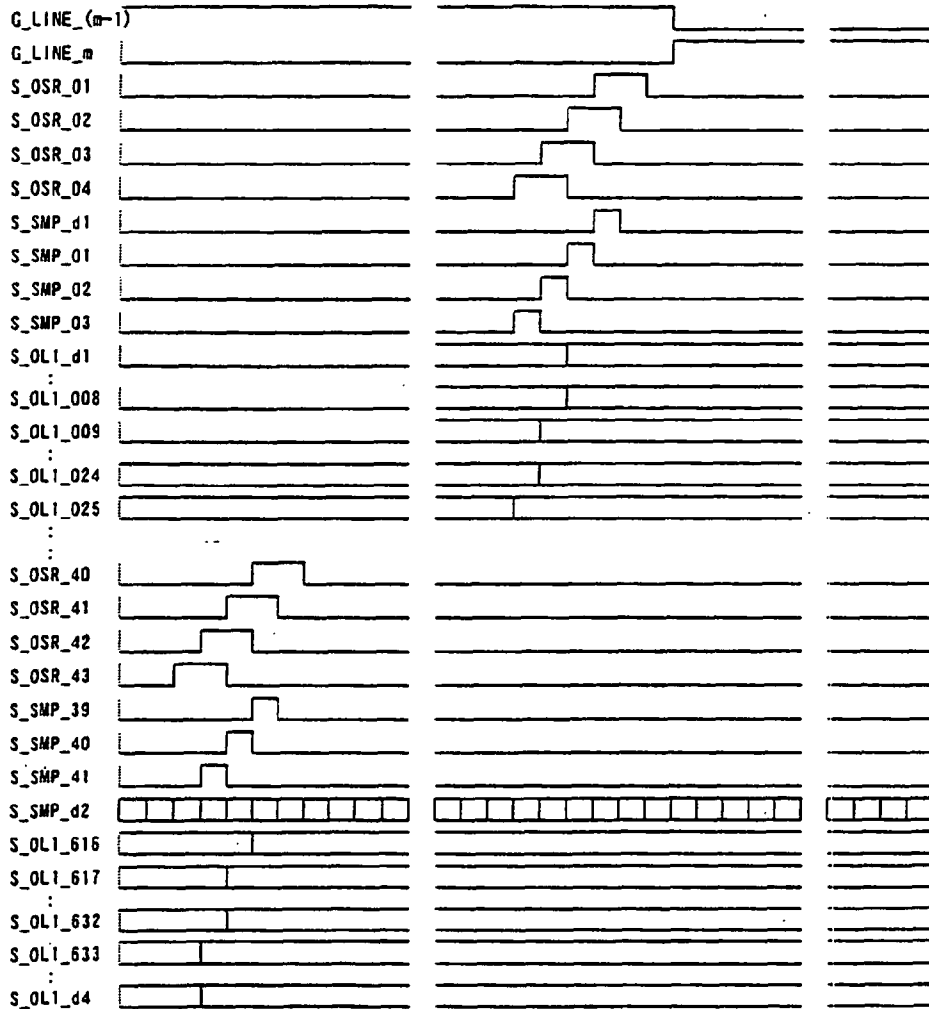 G_LINE_(m-1)
G_LINE_m
S_OSR_01
S_OSR_02
S_OSR_03
S_OSR_04
S_SMP_d1
S_SMP_01
S_SMP_02
S_SMP_03
S_OL1_d1
:
S_OL1_008
S_OL1_009
:
S_OL1_024
S_OL1_025
:
:
S_OSR_40
S_OSR_41
S_OSR_42
S_OSR_43
S_SMP_39
S_SMP_40
S_SMP_41
S_SMP_d2
S_OL1_616
S_OL1_617
:
S_OL1_632
S_OL1_633
:
S_OL1_d4